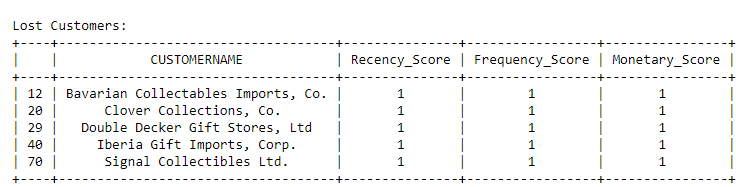 Lost Customers:
+----+---------------------------------+---------------+-----------------+----------------+
|    |          CUSTOMERNAME           | Recency_Score | Frequency_Score | Monetary_Score |
+----+---------------------------------+---------------+-----------------+----------------+
| 12 | Bavarian Collectables Imports, Co. |       1       |        1        |       1        |
| 20 |      Clover Collections, Co.       |       1       |        1        |       1        |
| 29 |   Double Decker Gift Stores, Ltd   |       1       |        1        |       1        |
| 40 |     Iberia Gift Imports, Corp.     |       1       |        1        |       1        |
| 70 |      Signal Collectibles Ltd.      |       1       |        1        |       1        |
+----+---------------------------------+---------------+-----------------+----------------+